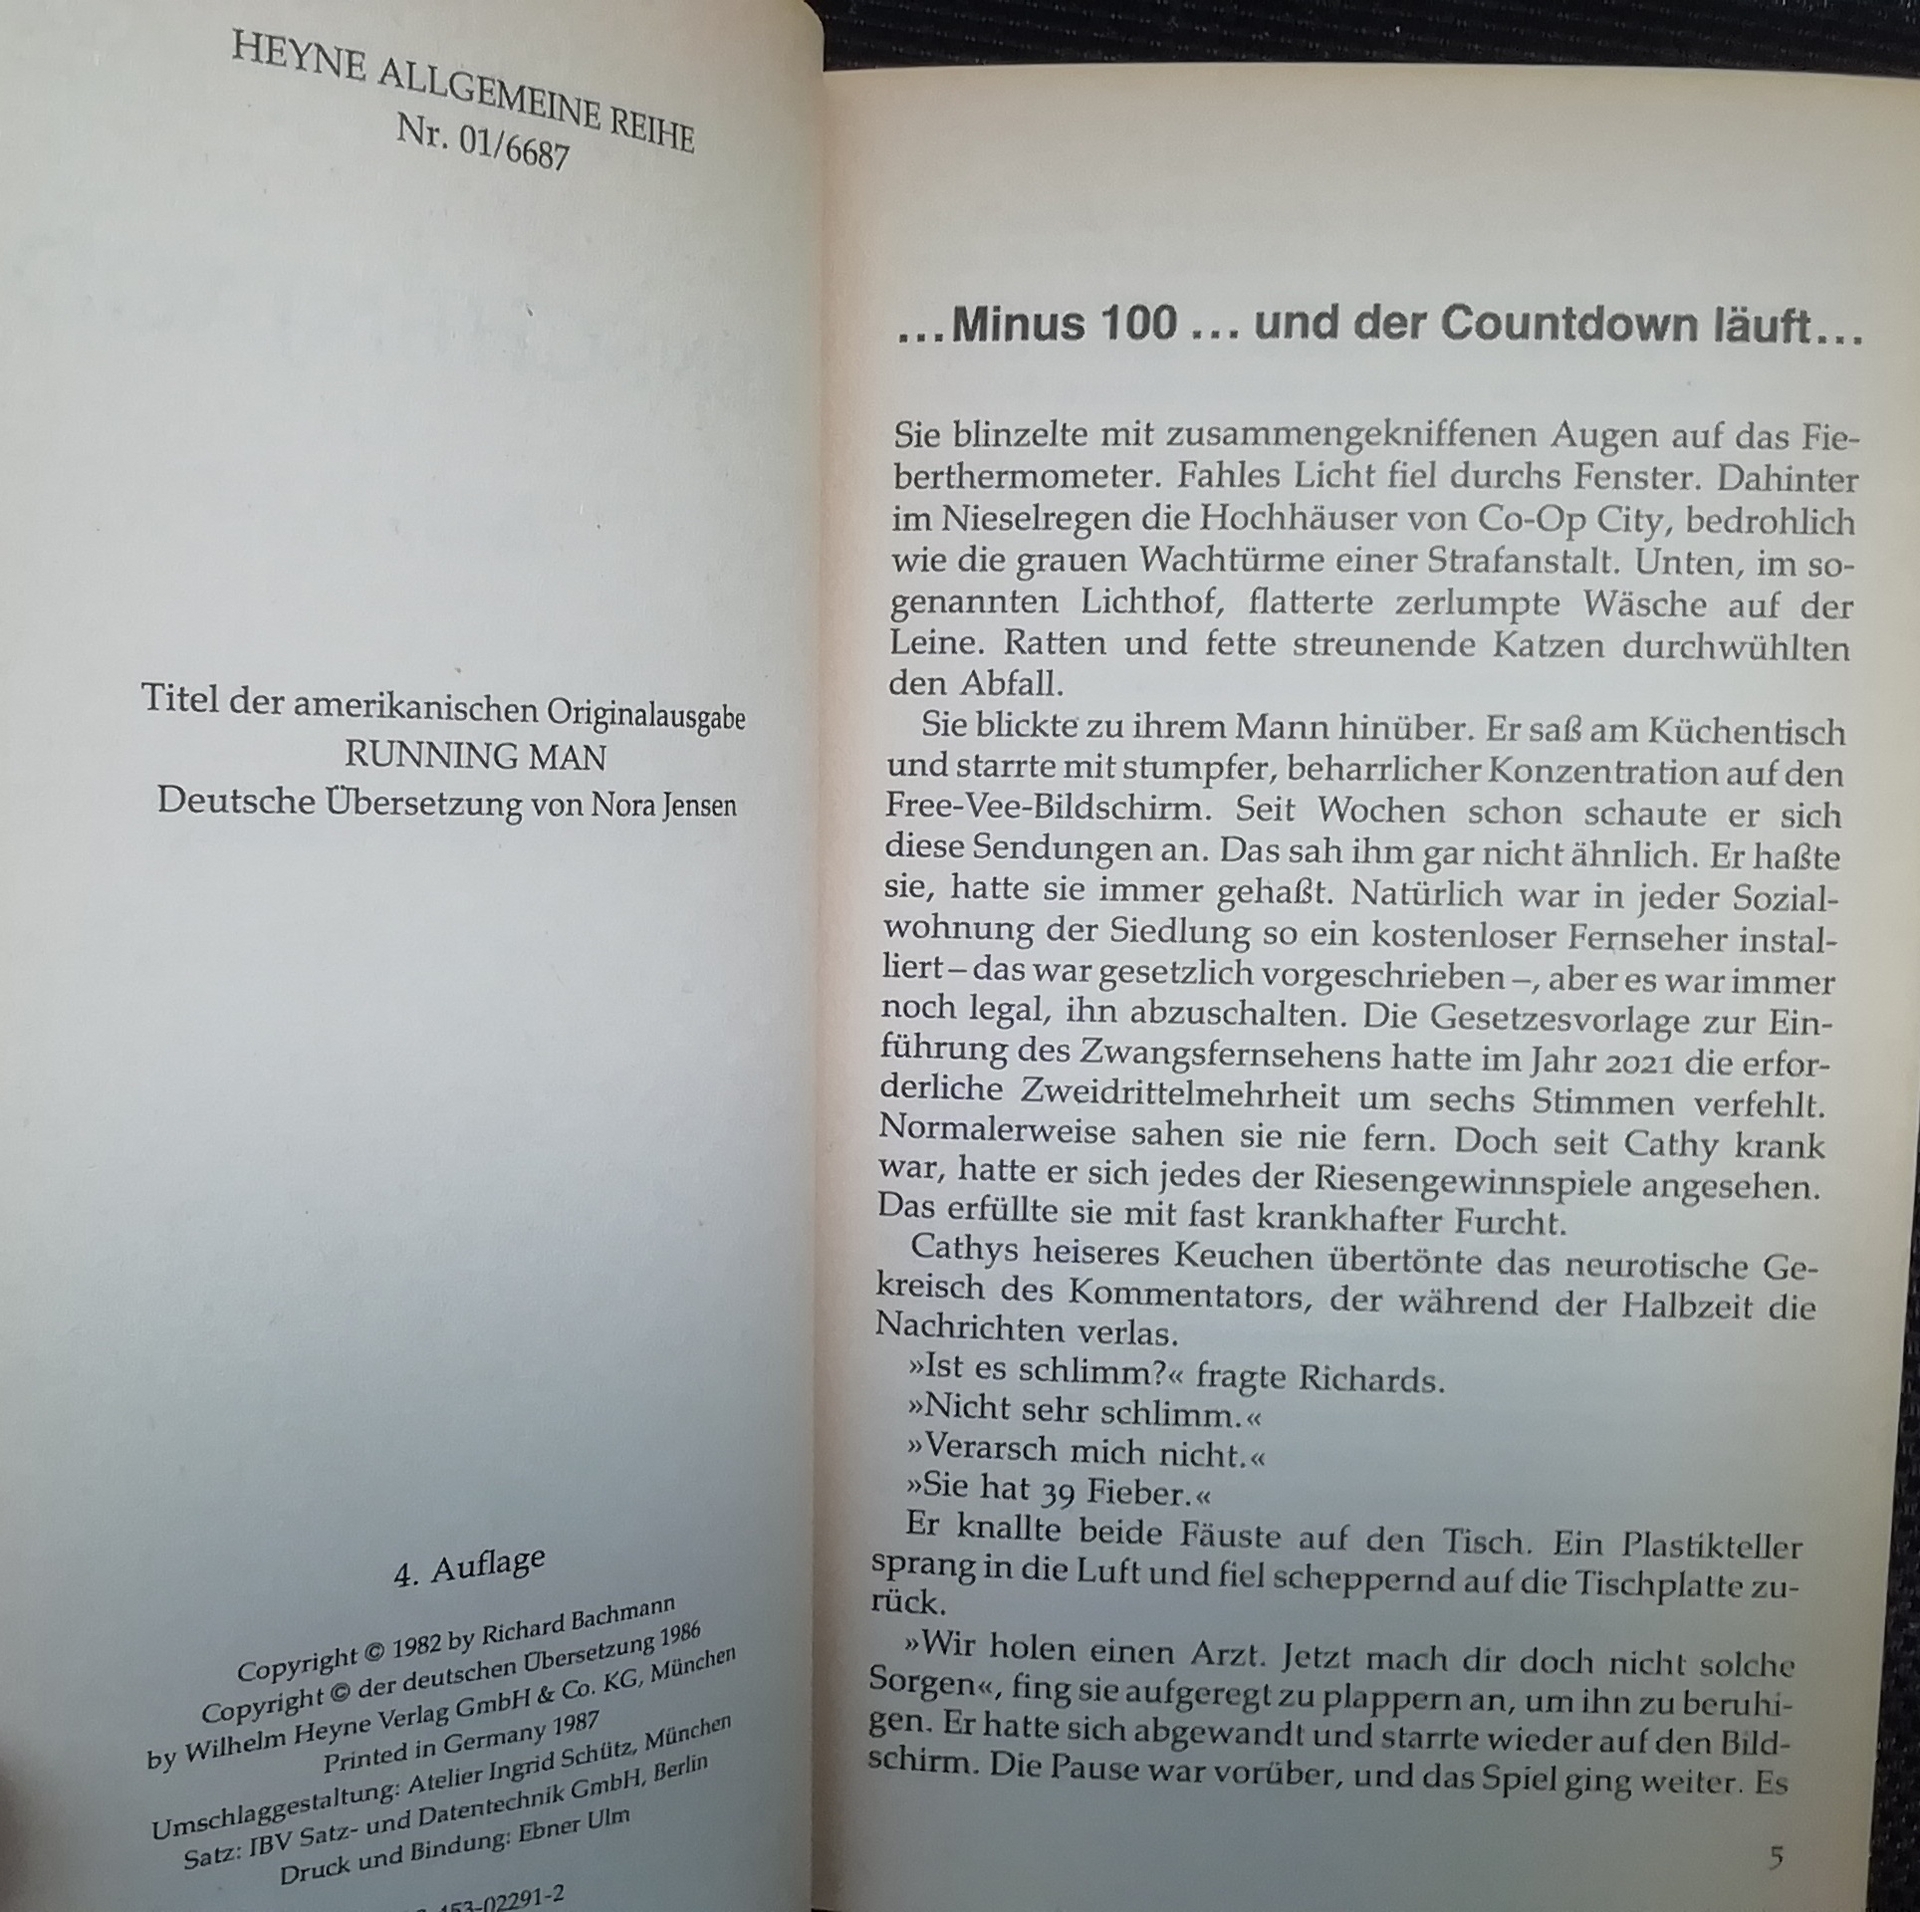 HEYNE ALLGEMEINE REIHE
Nr. 01/6687
Titel der amerikanischen Originalausgabe
RUNNING MAN
Deutsche Übersetzung von Nora Jensen
4. Auflage
Copyright © 1982 by Richard Bachmann
Copyright © der deutschen Übersetzung 1986
by Wilhelm Heyne Verlag GmbH & Co. KG, München
Printed in Germany 1987
Umschlaggestaltung: Atelier Ingrid Schütz, München
Satz: IBV Satz- und Datentechnik GmbH, Berlin
Druck und Bindung: Ebner Ulm
453-02291-2
...Minus 100 ... und der Countdown läuft...
Sie blinzelte mit zusammengekniffenen Augen auf das Fie-
berthermometer. Fahles Licht fiel durchs Fenster. Dahinter
im Nieselregen die Hochhäuser von Co-Op City, bedrohlich
wie die grauen Wachtürme einer Strafanstalt. Unten, im so-
genannten Lichthof, flatterte zerlumpte Wäsche auf der
Leine. Ratten und fette streunende Katzen durchwühlten
den Abfall.
Sie blickte zu ihrem Mann hinüber. Er saß am Küchentisch
und starrte mit stumpfer, beharrlicher Konzentration auf den
Free-Vee-Bildschirm. Seit Wochen schon schaute er sich
diese Sendungen an. Das sah ihm gar nicht ähnlich. Er haßte
sie, hatte sie immer gehaßt. Natürlich war in jeder Sozial-
wohnung der Siedlung so ein kostenloser Fernseher instal-
liert – das war gesetzlich vorgeschrieben –, aber es war immer
noch legal, ihn abzuschalten. Die Gesetzesvorlage zur Ein-
führung des Zwangsfernsehens hatte im Jahr 2021 die erfor-
derliche Zweidrittelmehrheit um sechs Stimmen verfehlt.
Normalerweise sahen sie nie fern. Doch seit Cathy krank
war, hatte er sich jedes der Riesengewinnspiele angesehen.
Das erfüllte sie mit fast krankhafter Furcht.
Cathys heiseres Keuchen übertönte das neurotische Ge-
kreisch des Kommentators, der während der Halbzeit die
Nachrichten verlas.
»Ist es schlimm?« fragte Richards.
»Nicht sehr schlimm.«
»Verarsch mich nicht.«
»Sie hat 39 Fieber.«
Er knallte beide Fäuste auf den Tisch. Ein Plastikteller
sprang in die Luft und fiel scheppernd auf die Tischplatte zu-
rück.
»Wir holen einen Arzt. Jetzt mach dir doch nicht solche
Sorgen«, fing sie aufgeregt zu plappern an, um ihn zu beruhi-
gen. Er hatte sich abgewandt und starrte wieder auf den Bild-
schirm. Die Pause war vorüber, und das Spiel ging weiter. Es
5